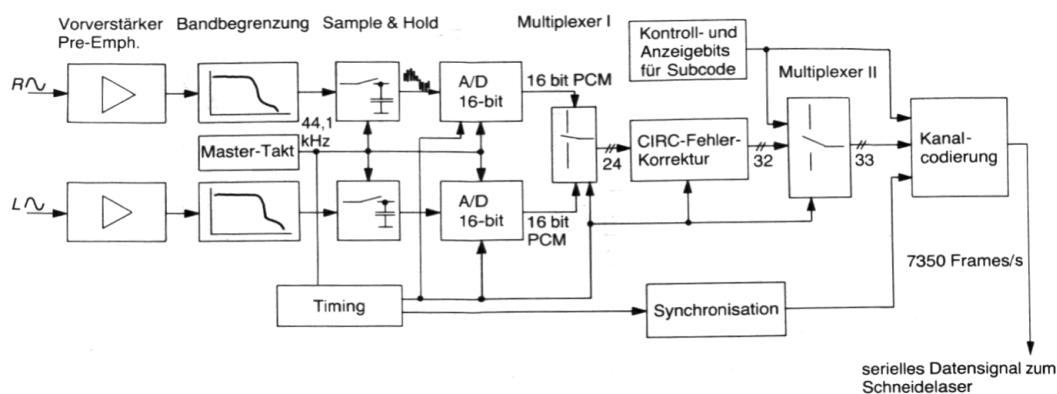 Vorverstärker
Pre-Emph.
Bandbegrenzung
Sample & Hold
Multiplexer I
Kontroll- und
Anzeigebits
für Subcode
Multiplexer II
R
A/D
16-bit
16 bit PCM
44,1
kHz
Master-Takt
24
CIRC-Fehler-
Korrektur
32
33
Kanal-
codierung
L
A/D
16-bit
16 bit
PCM
7350 Frames/s
Timing
Synchronisation
serielles Datensignal zum
Schneidelaser